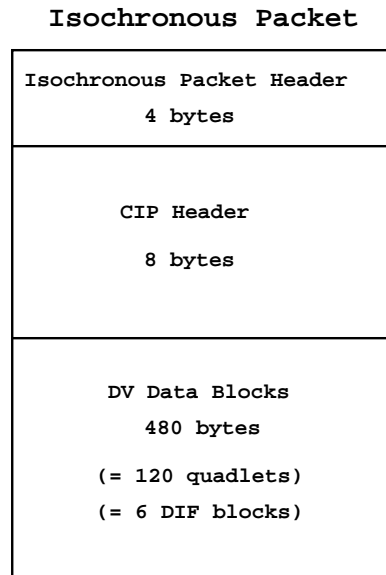 Isochronous Packet
Isochronous Packet Header
4 bytes
CIP Header
8 bytes
DV Data Blocks
480 bytes
(= 120 quadlets)
(= 6 DIF blocks)